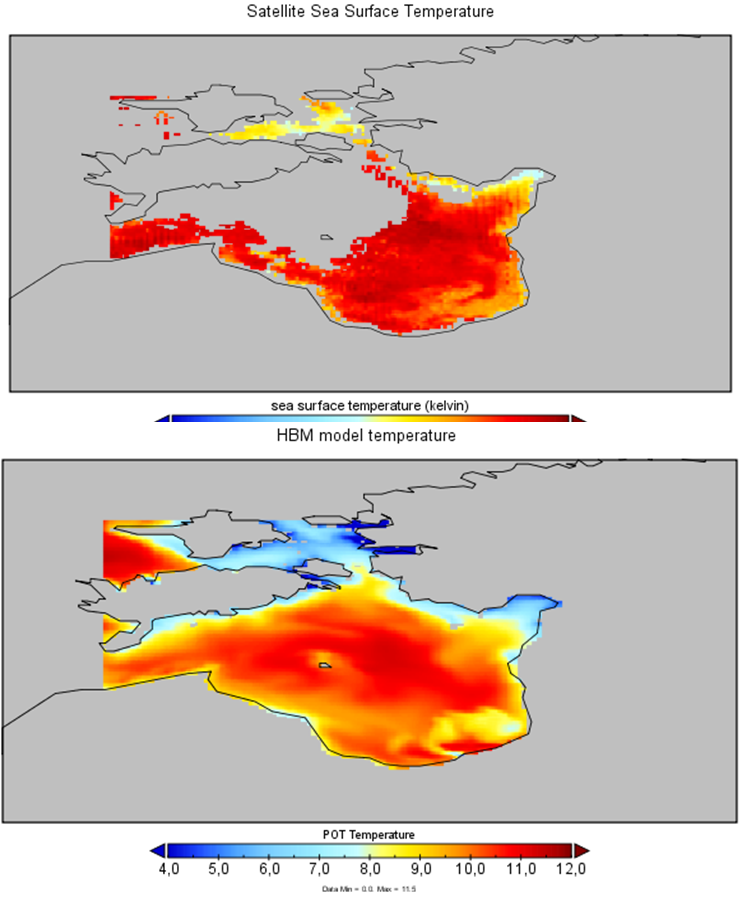 Satellite Sea Surface Temperature
sea surface temperature (kelvin)
HBM model temperature
POT Temperature
4,0 5,0 6,0 7,0 8,0 9,0 10,0 11,0 12,0
Data Min = 0.0. Max = 11.5